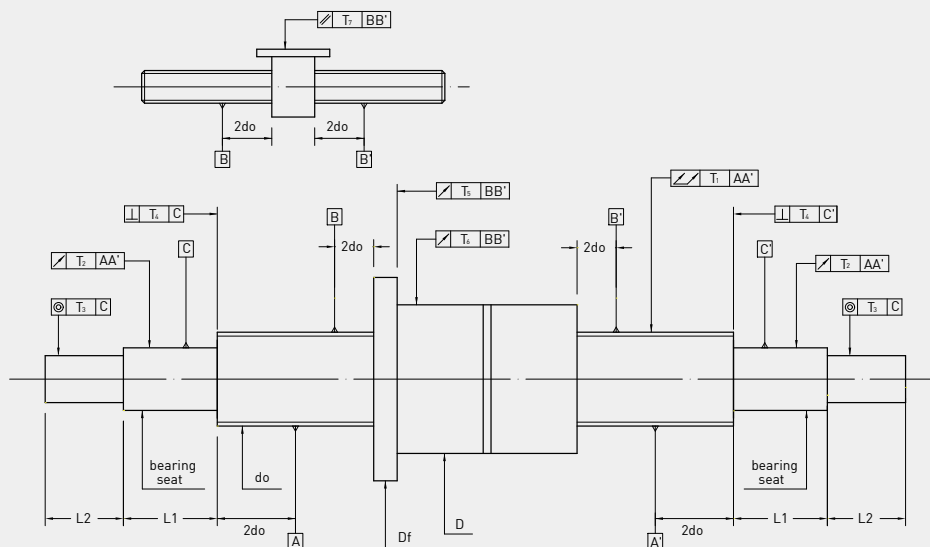 ⫽ T₇ BB'
2do 2do
B B'
⌰ T₁ AA'
↗ T₅ BB'
⊥ T₄ C
B
B'
⊥ T₄ C'
↗ T₆ BB'
2do
2do
C
C'
↗ T₂ AA'
↗ T₂ AA'
◎ T₃ C
◎ T₃ C
bearing
seat
do
bearing
seat
L2 L1 2do
D
2do L1 L2
A
Df
A'